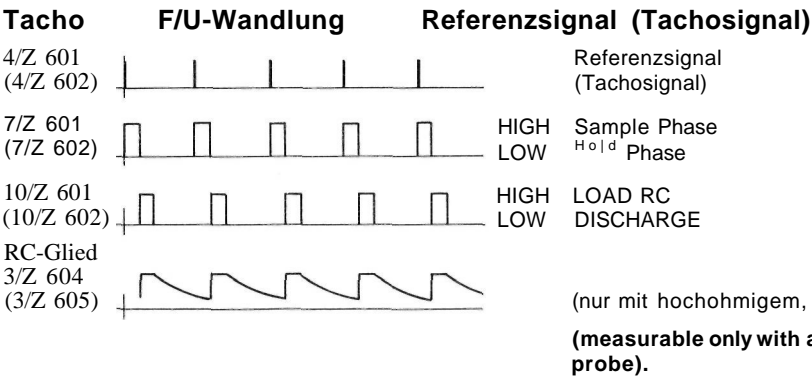 Tacho F/U-Wandlung Referenzsignal (Tachosignal)
4/Z 601 Referenzsignal
(4/Z 602) (Tachosignal)
7/Z 601 HIGH Sample Phase
(7/Z 602) LOW Hold Phase
10/Z 601 HIGH LOAD RC
(10/Z 602) LOW DISCHARGE
RC-Glied
3/Z 604
(3/Z 605) (nur mit hochohmigem,
(measurable only with a
probe).